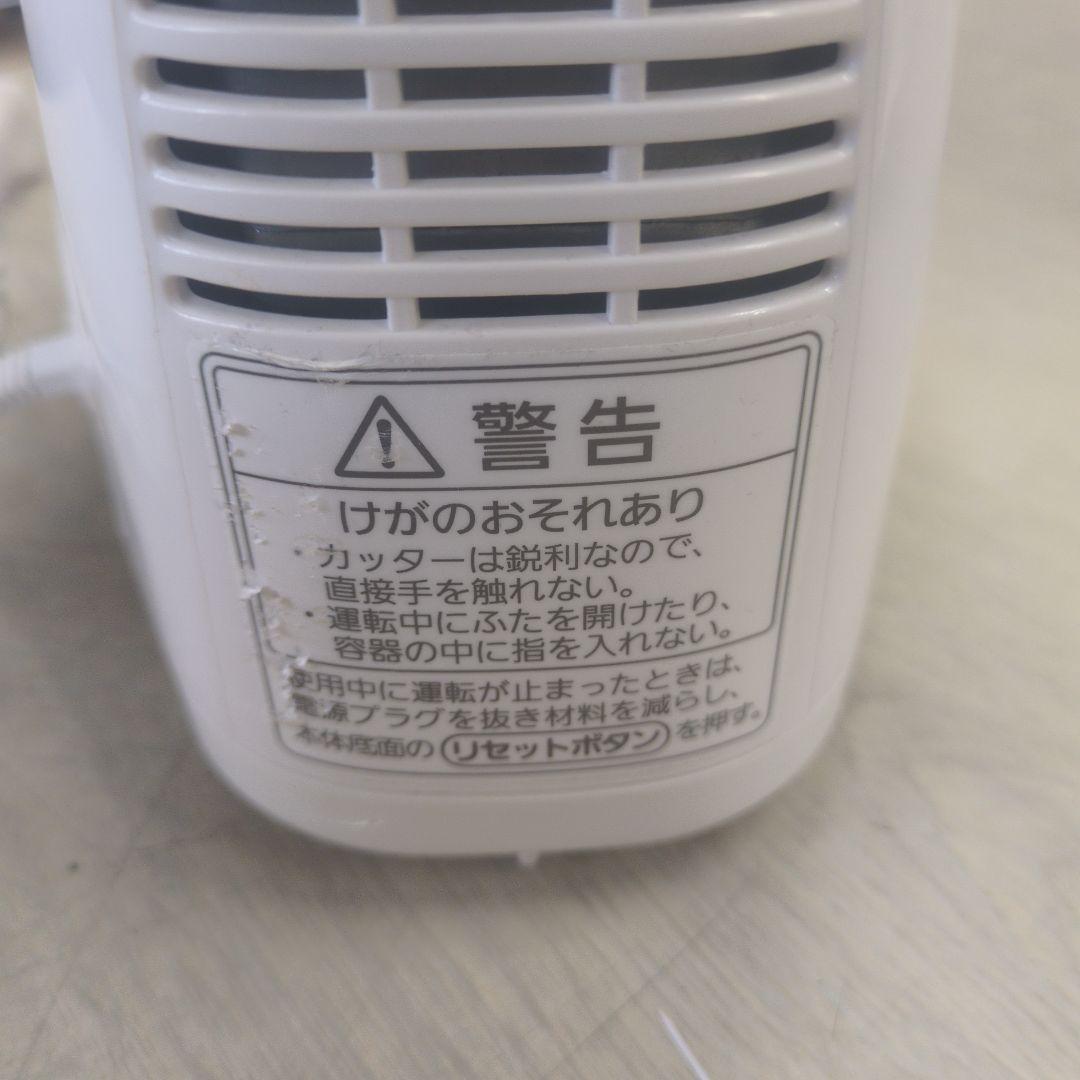 警告
けがのおそれあり
・カッターは鋭利なので、
直接手を触れない。
・運転中にふたを開けたり、
容器の中に指を入れない。
使用中に運転が止まったときは、
電源プラグを抜き材料を減らし、
本体底面のリセットボタンを押す。